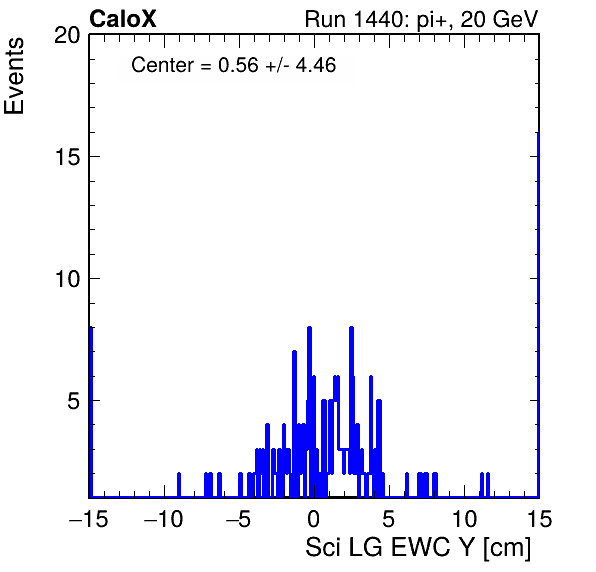 CaloX Run 1440: pi+, 20 GeV
Center = 0.56 +/- 4.46
Events
20
15
10
5
−15 −10 −5 0 5 10 15
Sci LG EWC Y [cm]